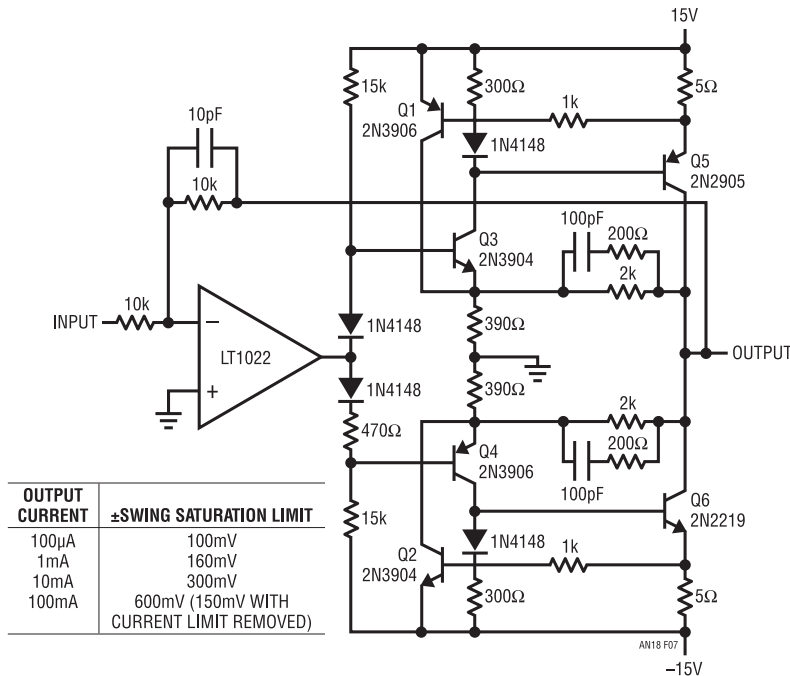 15V
15k
300Ω
5Ω
1k
10pF
Q1
2N3906
1N4148
Q5
2N2905
10k
100pF
200Ω
Q3
2N3904
2k
10k
INPUT
−
1N4148
390Ω
LT1022
OUTPUT
+
1N4148
390Ω
2k
470Ω
200Ω
Q4
2N3906
100pF
Q6
2N2219
OUTPUT CURRENT ±SWING SATURATION LIMIT
100µA 100mV
1mA 160mV
10mA 300mV
100mA 600mV (150mV WITH
CURRENT LIMIT REMOVED)
15k
1N4148
1k
Q2
2N3904
300Ω
5Ω
AN18 F07
–15V